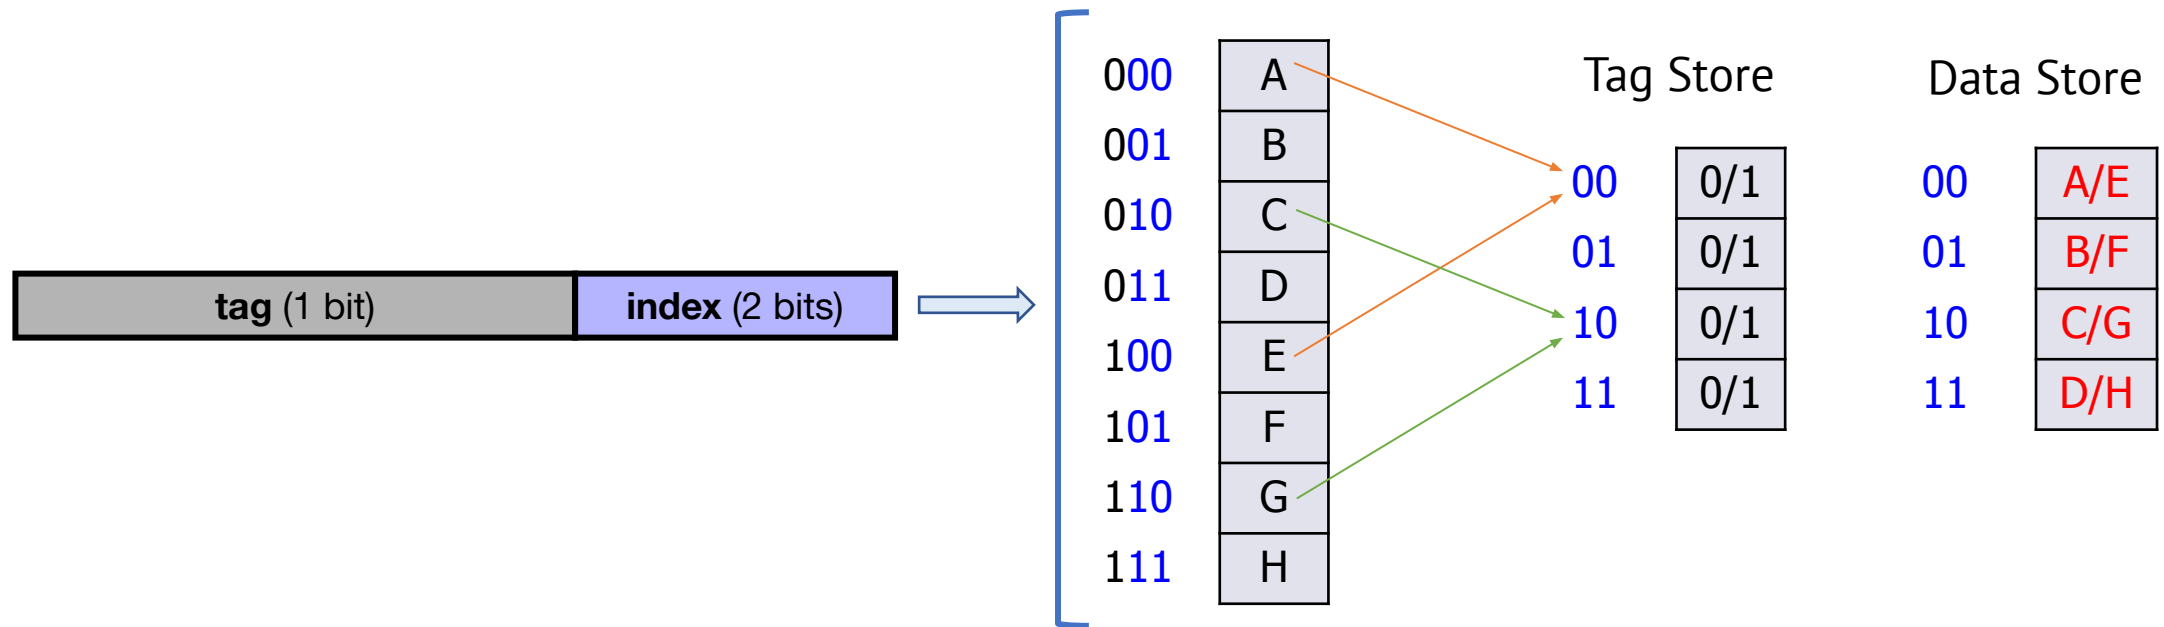 tag (1 bit) index (2 bits)
000 A
001 B
010 C
011 D
100 E
101 F
110 G
111 H
Tag Store
00 0/1
01 0/1
10 0/1
11 0/1
Data Store
00 A/E
01 B/F
10 C/G
11 D/H